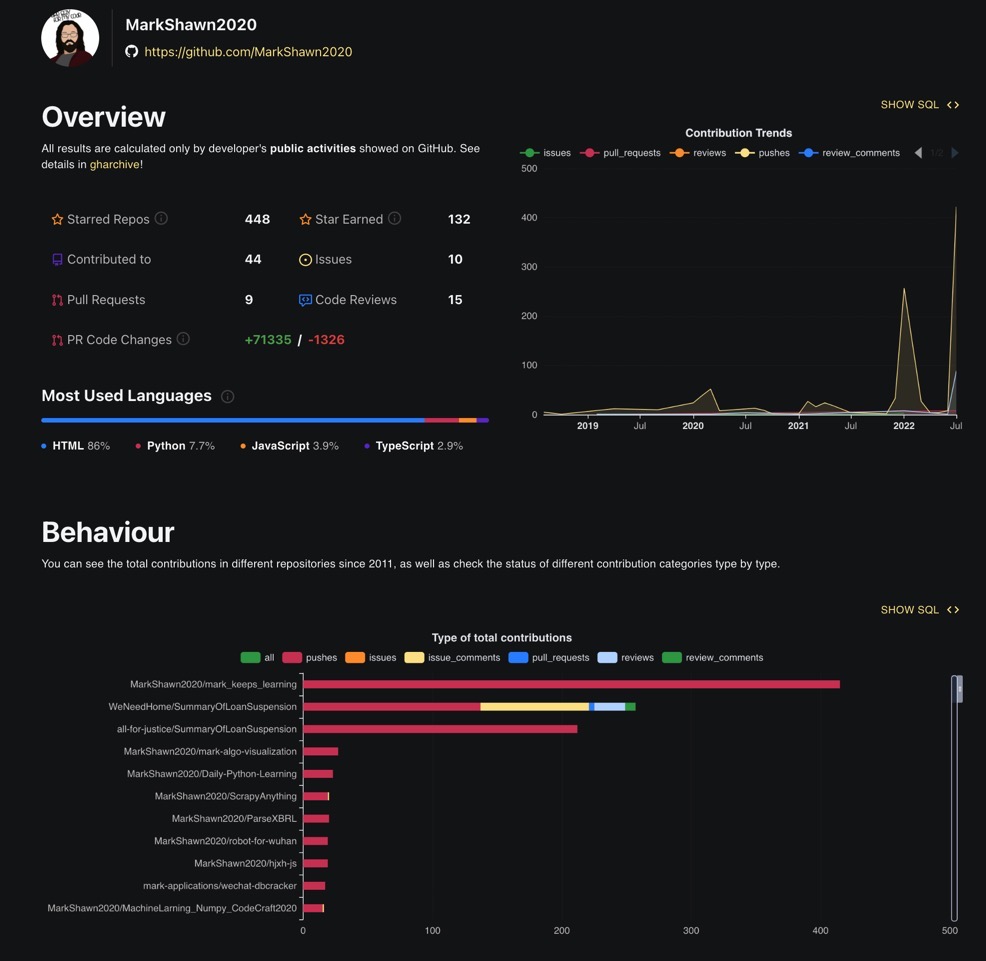 MarkShawn2020
https://github.com/MarkShawn2020
Overview
All results are calculated only by developer's public activities showed on GitHub. See
details in gharchive!
Starred Repos 448 Star Earned 132
Contributed to 44 Issues 10
Pull Requests 9 Code Reviews 15
PR Code Changes +71335 / -1326
Most Used Languages
HTML 86% Python 7.7% JavaScript 3.9% TypeScript 2.9%
SHOW SQL <>
Contribution Trends
issues pull_requests reviews pushes review_comments 1/2
500
400
300
200
100
0
2019 Jul 2020 Jul 2021 Jul 2022 Jul
Behaviour
You can see the total contributions in different repositories since 2011, as well as check the status of different contribution categories type by type.
SHOW SQL <>
Type of total contributions
all pushes issues issue_comments pull_requests reviews review_comments
MarkShawn2020/mark_keeps_learning
WeNeedHome/SummaryOfLoanSuspension
all-for-justice/SummaryOfLoanSuspension
MarkShawn2020/mark-algo-visualization
MarkShawn2020/Daily-Python-Learning
MarkShawn2020/ScrapyAnything
MarkShawn2020/ParseXBRL
MarkShawn2020/robot-for-wuhan
MarkShawn2020/hjxh-js
mark-applications/wechat-dbcracker
MarkShawn2020/MachineLarning_Numpy_CodeCraft2020
0 100 200 300 400 500